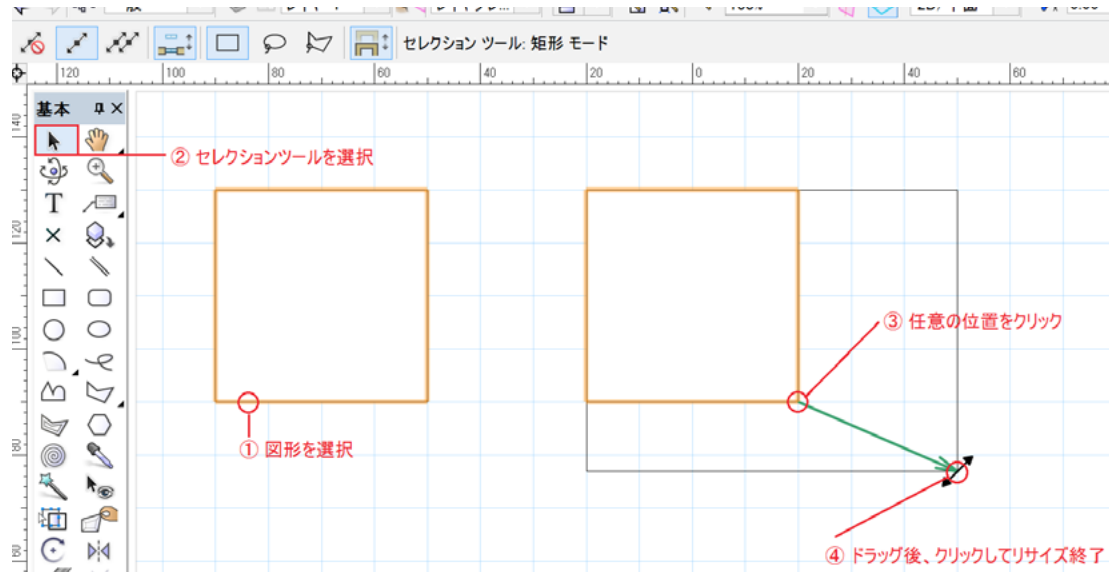 セレクション ツール: 矩形 モード
120 100 80 60 40 20 0 20 40 60
基本
140
② セレクションツールを選択
T
120
③ 任意の位置をクリック
100
① 図形を選択
80
④ ドラッグ後、クリックしてリサイズ終了
60